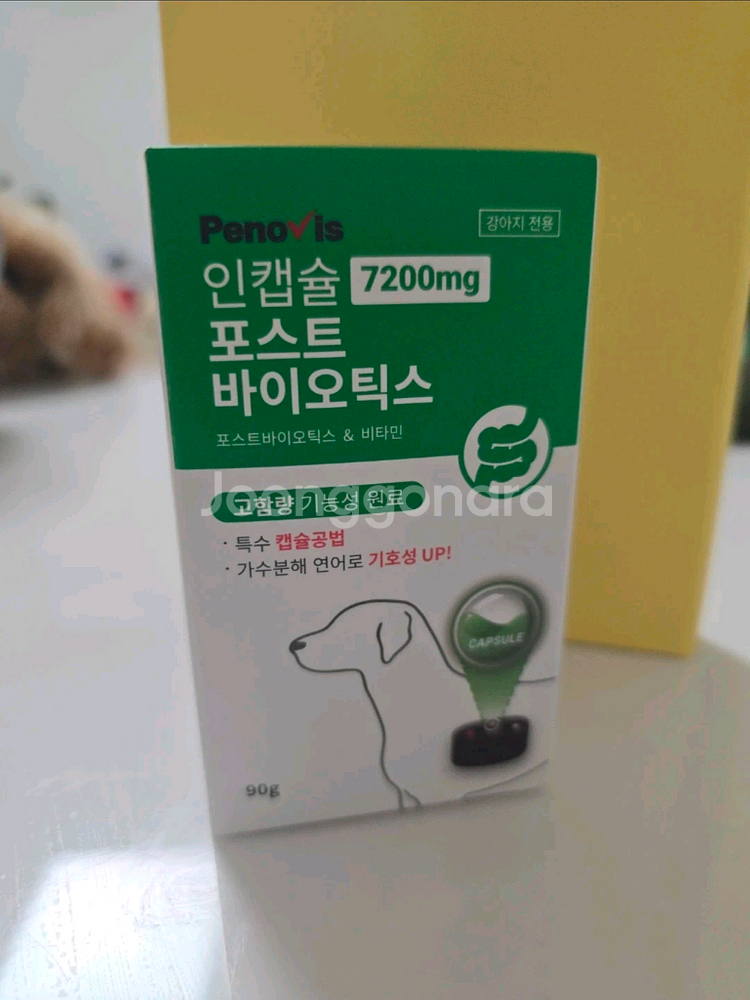 Penovis
강아지 전용
인캡슐 7200mg
포스트
바이오틱스
포스트바이오틱스 & 비타민
고함량 기능성 원료
Joonggonara
· 특수 캡슐공법
· 가수분해 연어로 기호성 UP!
CAPSULE
90g